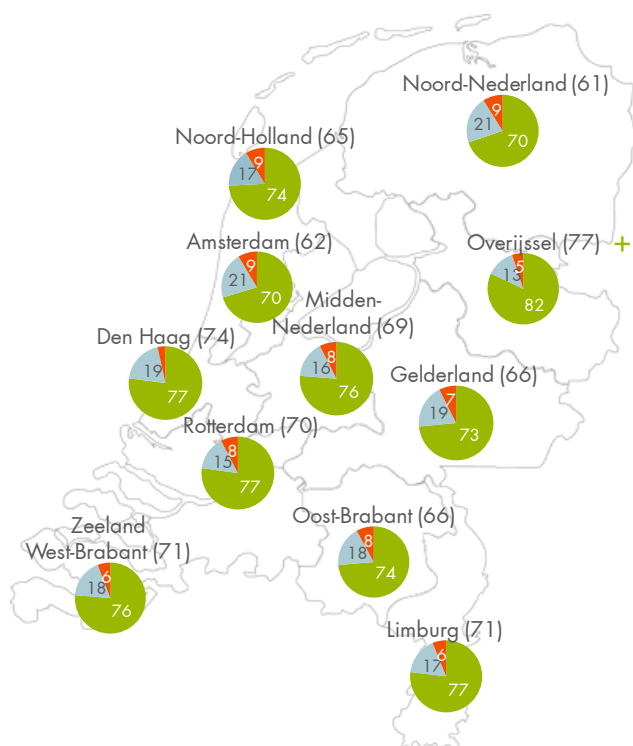 Noord-Nederland (61)
9
21
70
Noord-Holland (65)
9
17
74
Amsterdam (62)
9
21
70
Overijssel (77) +
5
13
82
Midden-
Nederland (69)
8
16
76
Den Haag (74)
19
77
Gelderland (66)
7
19
73
Rotterdam (70)
8
15
77
Oost-Brabant (66)
8
18
74
Zeeland
West-Brabant (71)
6
18
76
Limburg (71)
6
17
77